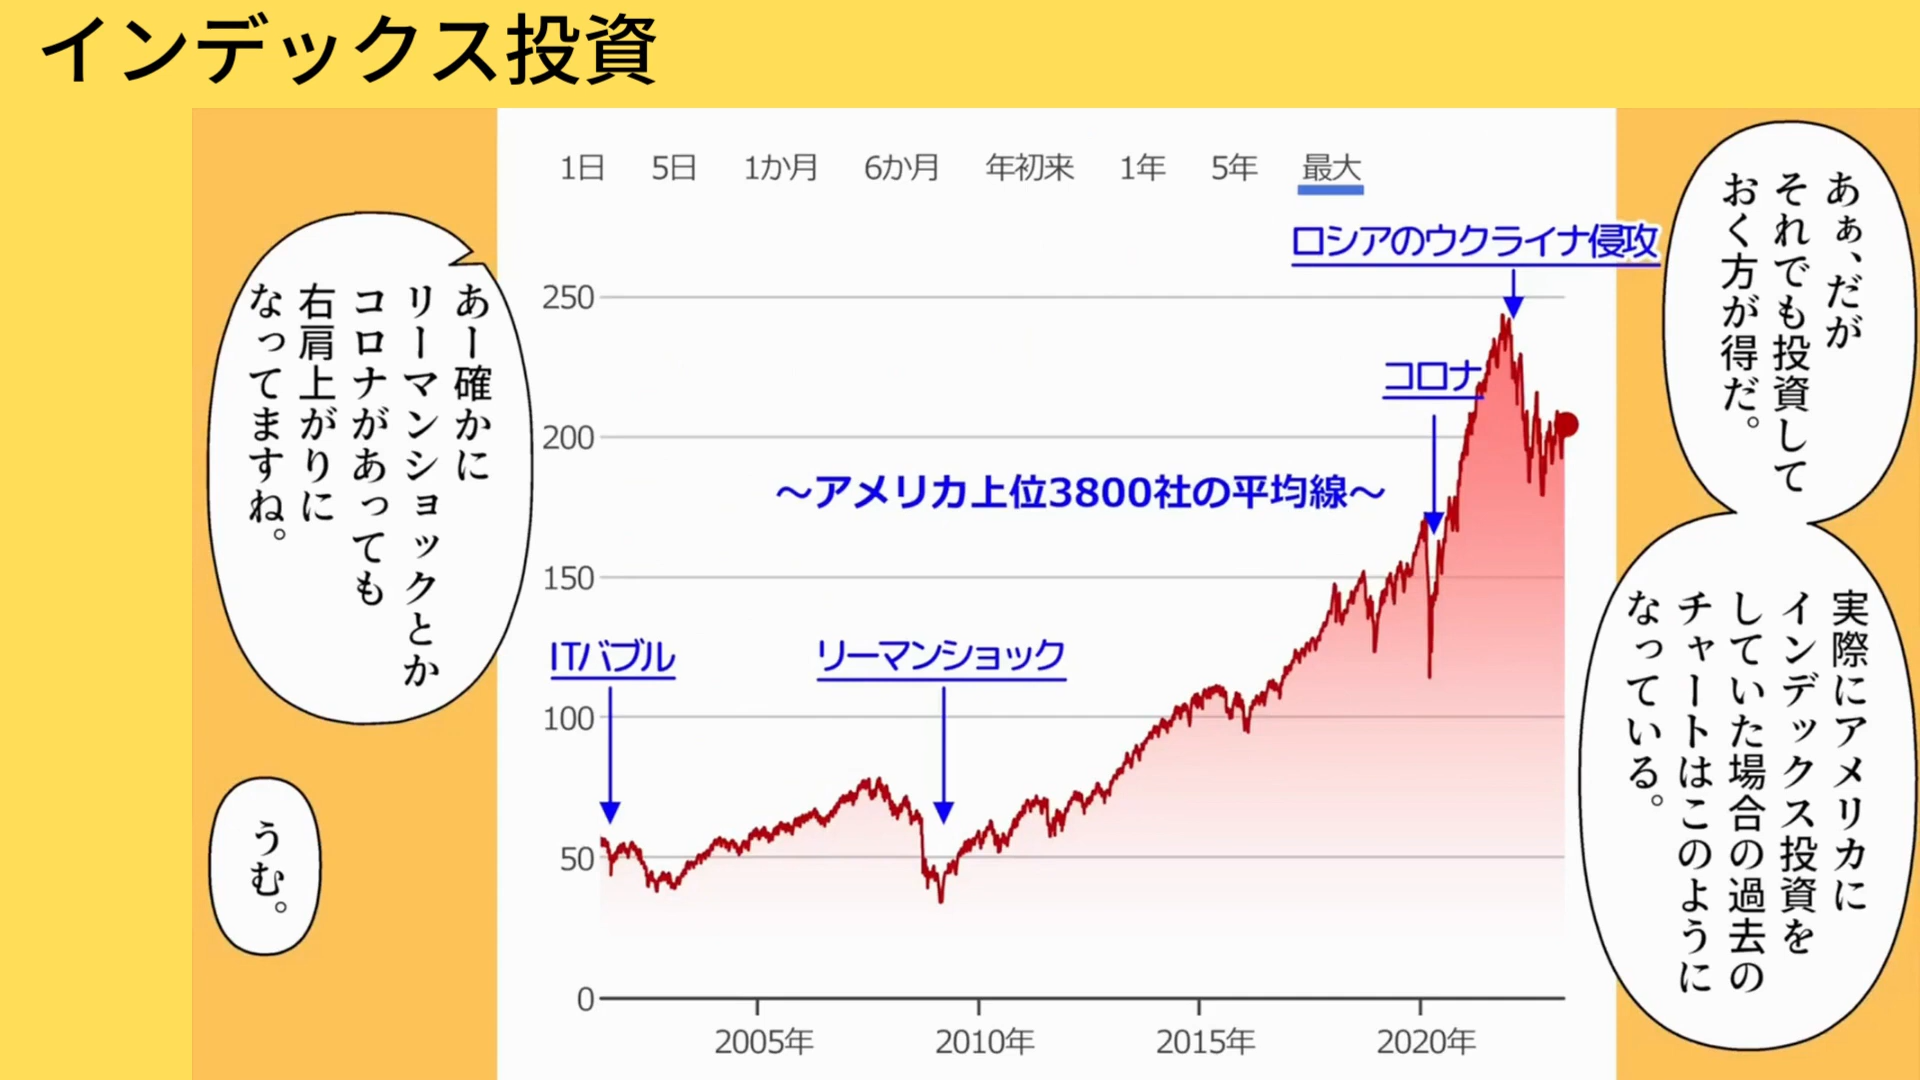 インデックス投資
あぁ、だが
それでも投資して
おく方が得だ。
実際にアメリカに
インデックス投資を
していた場合の過去の
チャートはこのように
なっている。
1日 5日 1か月 6か月 年初来 1年 5年 最大
ロシアのウクライナ侵攻
250
コロナ
200
～アメリカ上位3800社の平均線～
150
ITバブル
リーマンショック
100
50
0
2005年 2010年 2015年 2020年
あー確かに
リーマンショックとか
コロナがあっても
右肩上がりに
なってますね。
うむ。